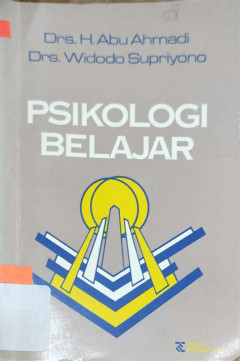 Drs. H. Abu Ahmadi
Drs. Widodo Supriyono
PSIKOLOGI
BELAJAR